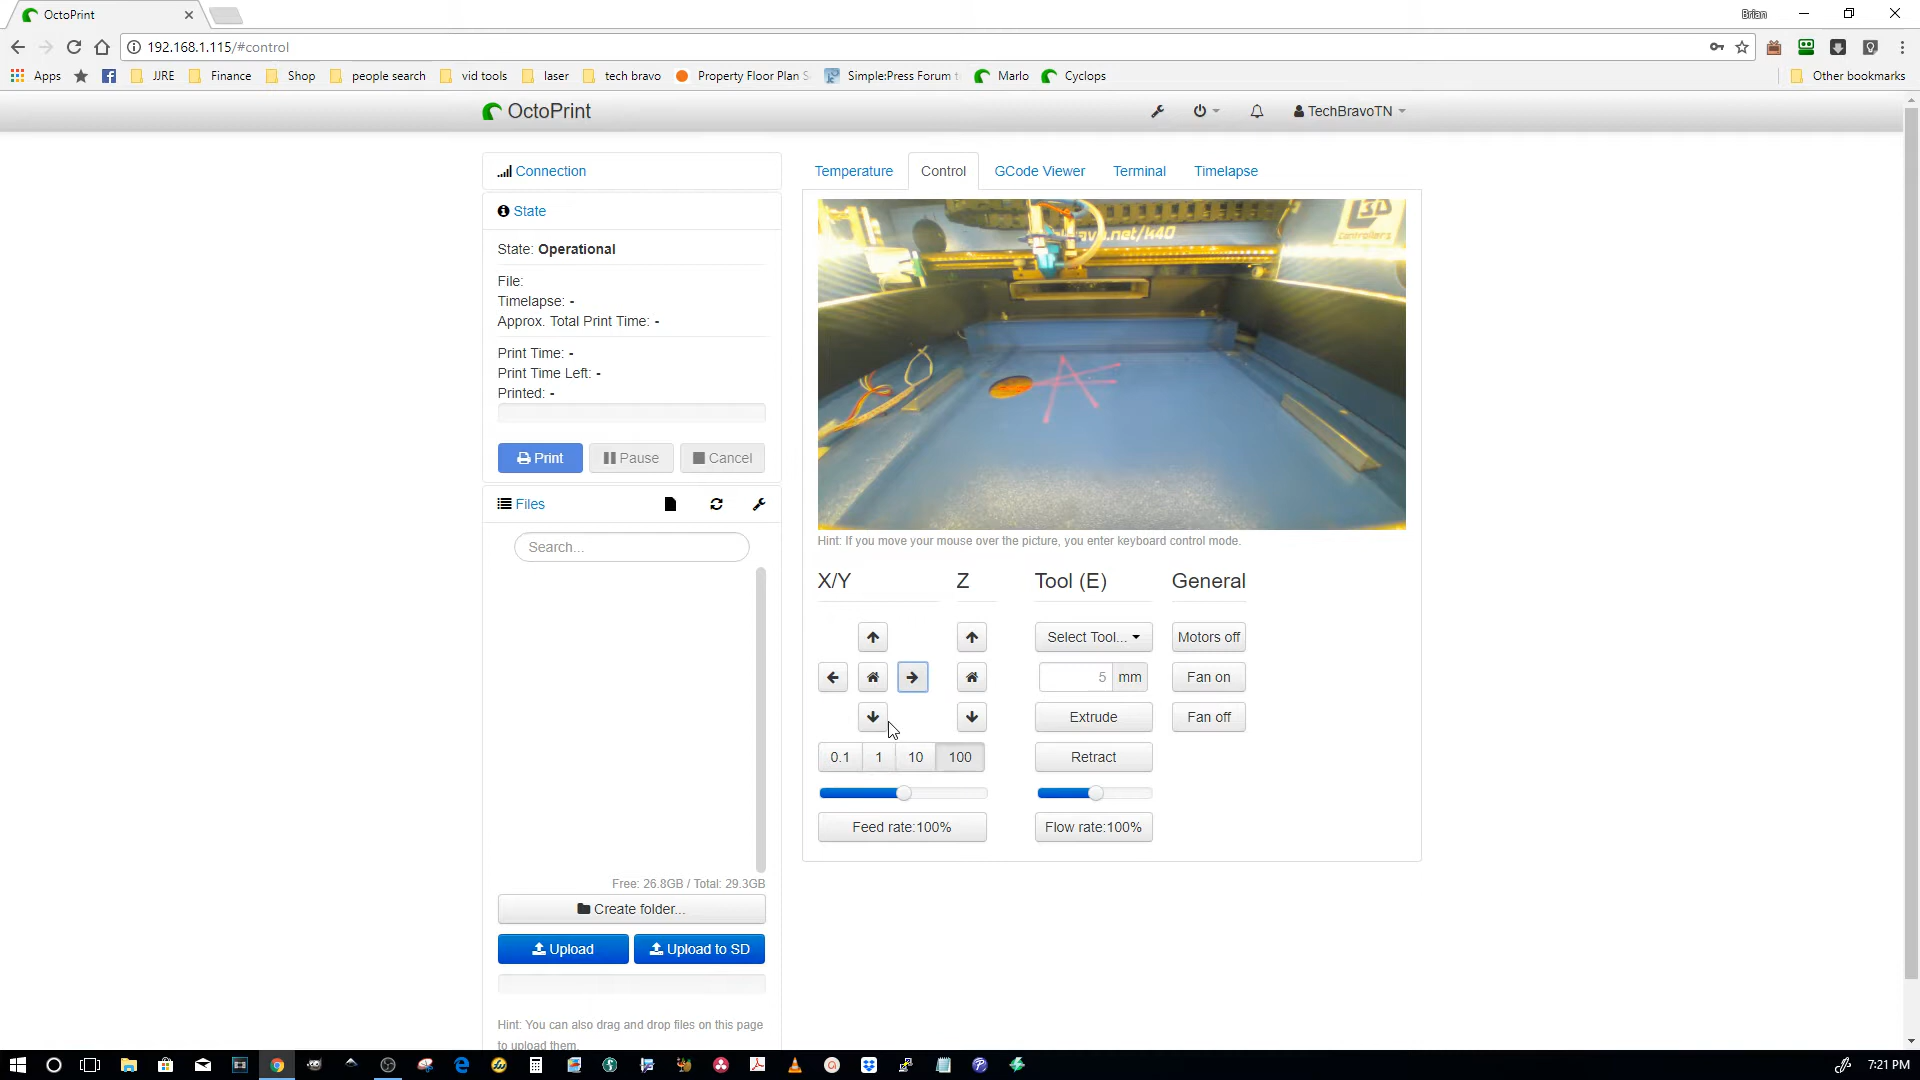 OctoPrint
Brian
192.168.1.115/#control
Apps
JJRE
Finance
Shop
people search
vid tools
laser
tech bravo
Property Floor Plan S
Simple:Press Forum t
Marlo
Cyclops
Other bookmarks
OctoPrint
TechBravoTN
Connection
State
State: Operational
File:
Timelapse: -
Approx. Total Print Time: -
Print Time: -
Print Time Left: -
Printed: -
Print
Pause
Cancel
Files
Search...
Free: 26.8GB / Total: 29.3GB
Create folder...
Upload
Upload to SD
Hint: You can also drag and drop files on this page
to upload them.
Temperature
Control
GCode Viewer
Terminal
Timelapse
.net/k40
3D
Controllers
Hint: If you move your mouse over the picture, you enter keyboard control mode.
X/Y
Z
Tool (E)
General
Select Tool...
Motors off
5 mm
Fan on
Extrude
Fan off
0.1 1 10 100
Retract
Feed rate:100%
Flow rate:100%
7:21 PM